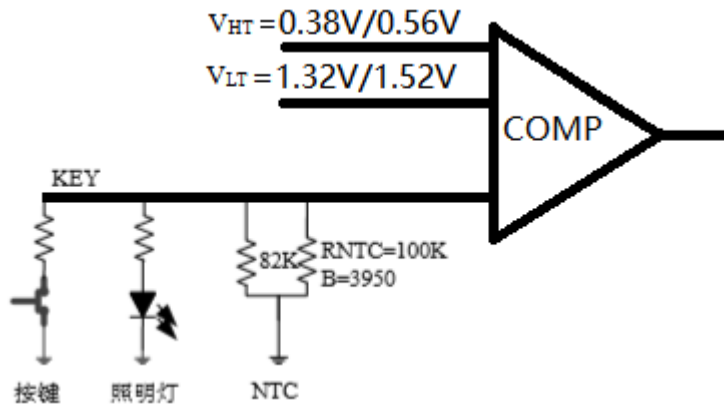 VHT = 0.38V/0.56V
VLT = 1.32V/1.52V
COMP
KEY
82K
RNTC=100K
B=3950
按键
照明灯
NTC